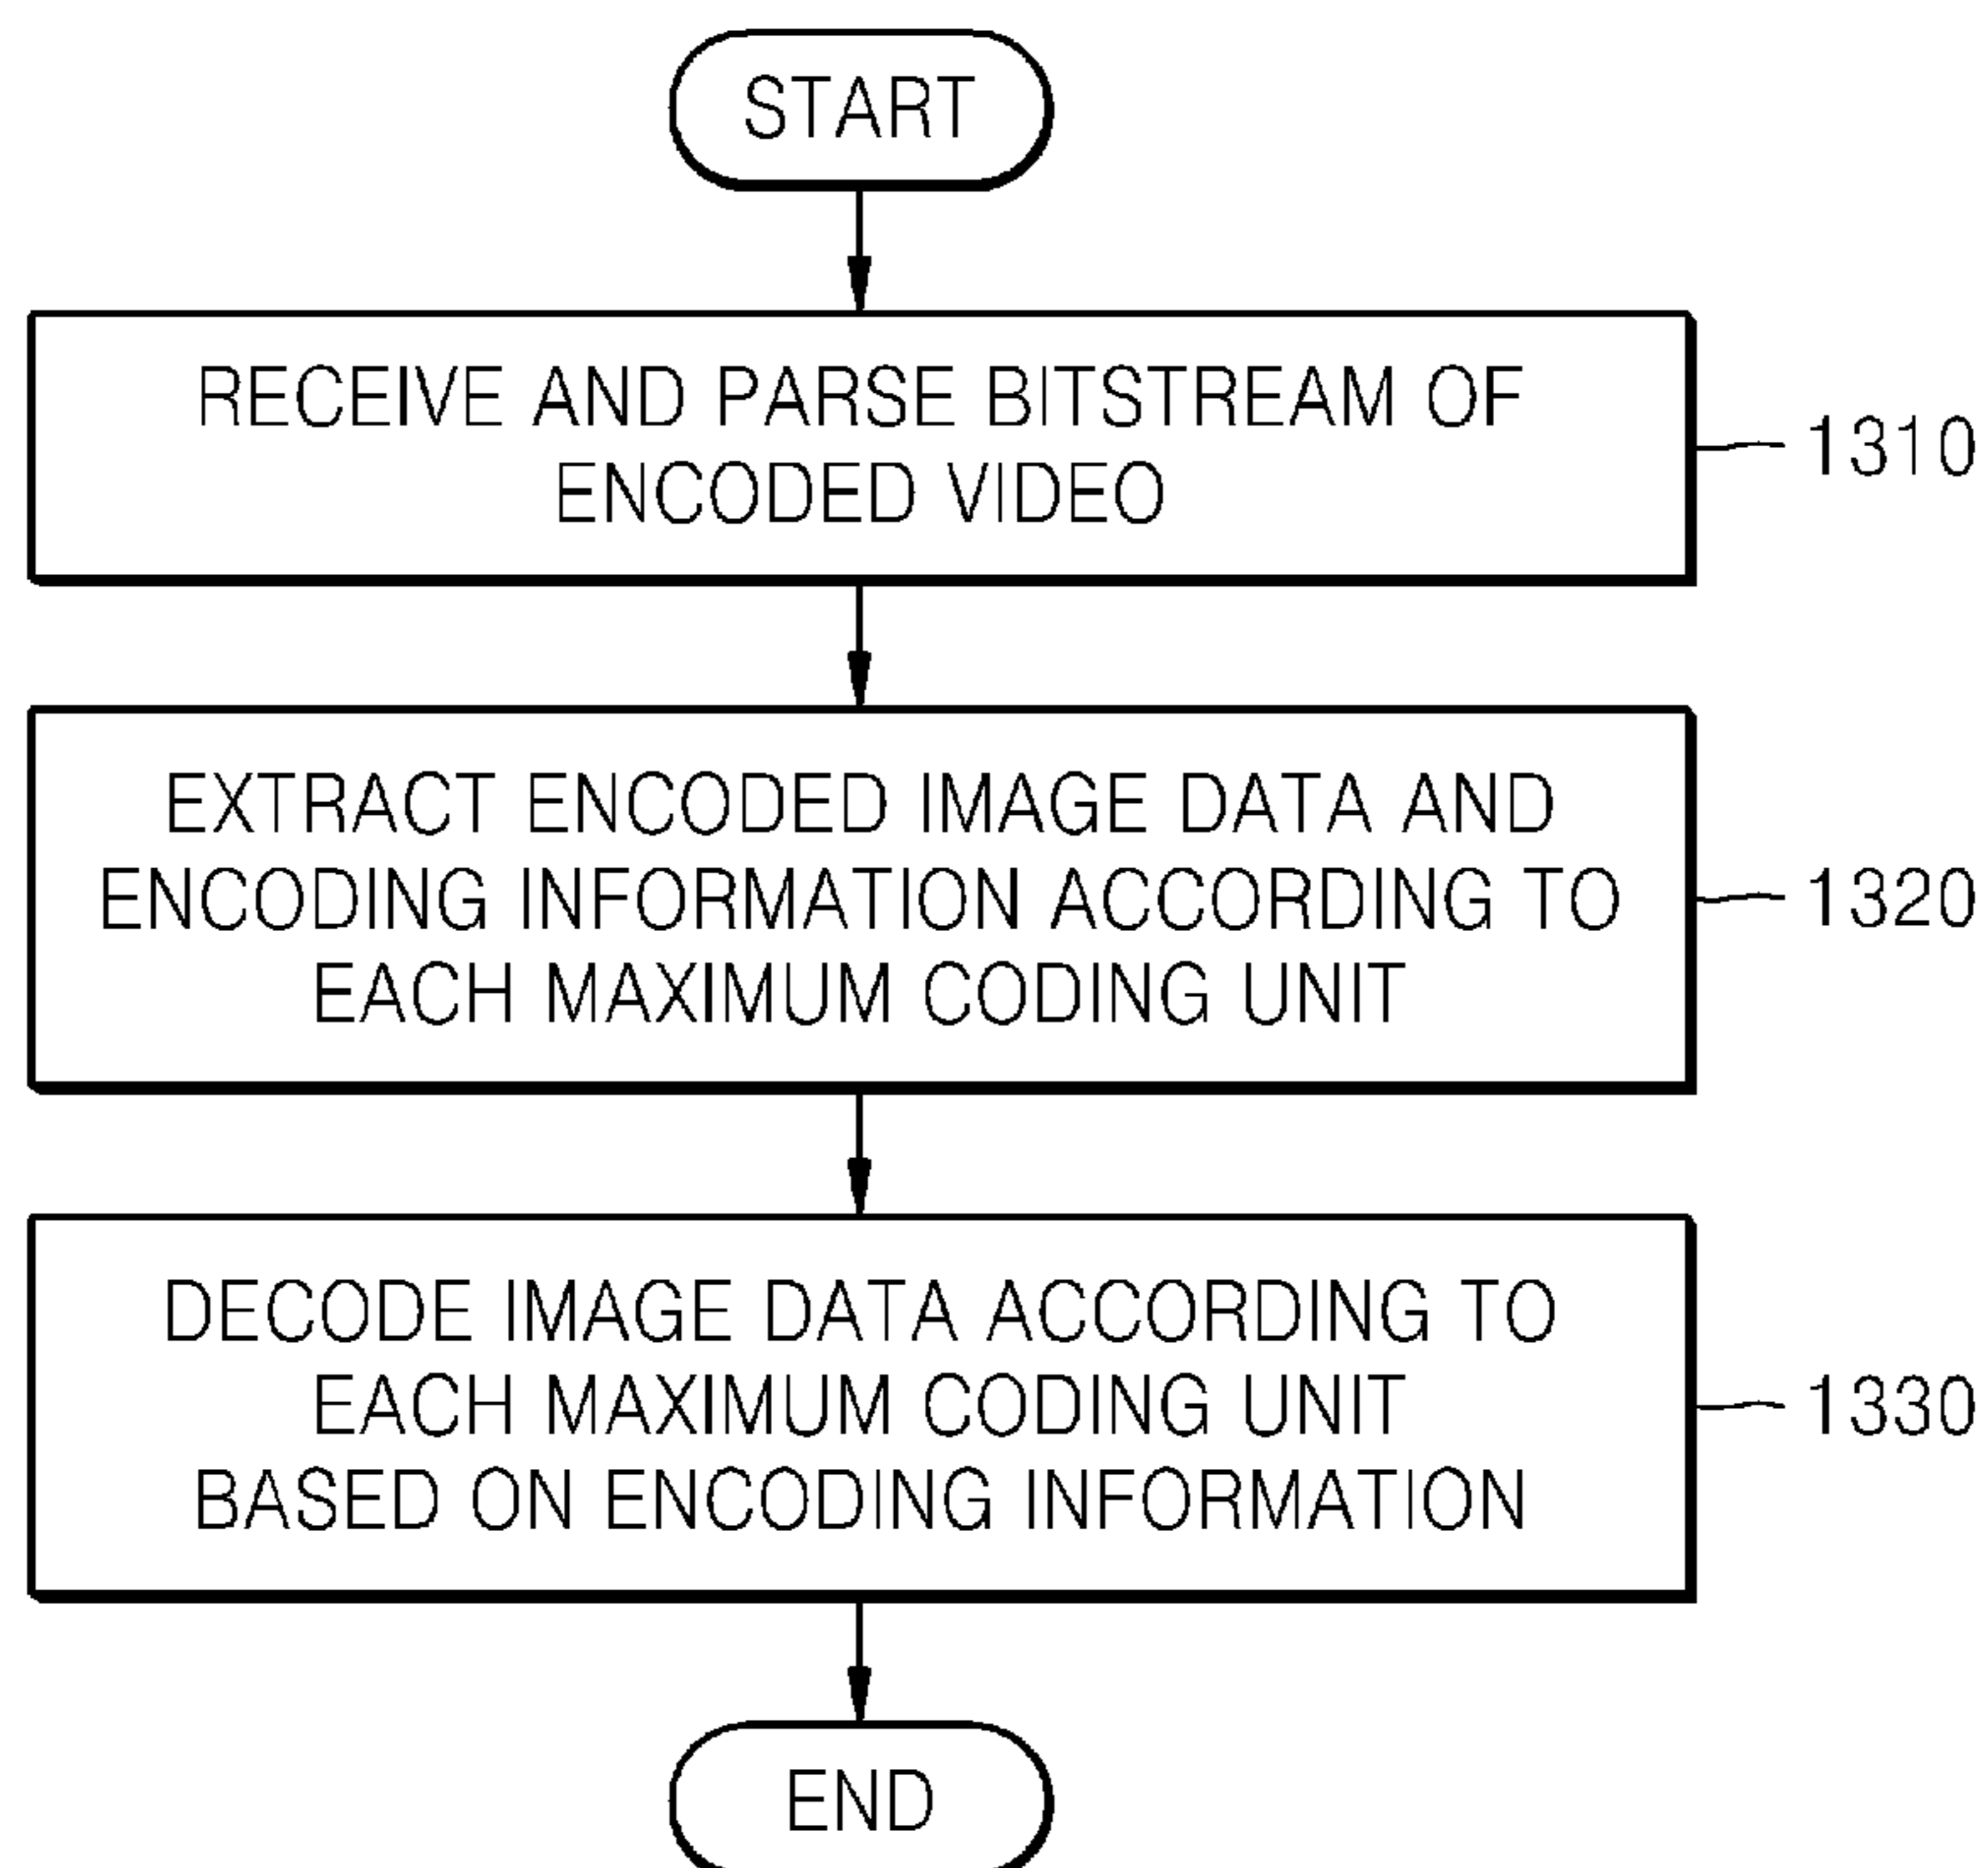 START
RECEIVE AND PARSE BITSTREAM OF
ENCODED VIDEO
1310
EXTRACT ENCODED IMAGE DATA AND
ENCODING INFORMATION ACCORDING TO
EACH MAXIMUM CODING UNIT
1320
DECODE IMAGE DATA ACCORDING TO
EACH MAXIMUM CODING UNIT
BASED ON ENCODING INFORMATION
1330
END